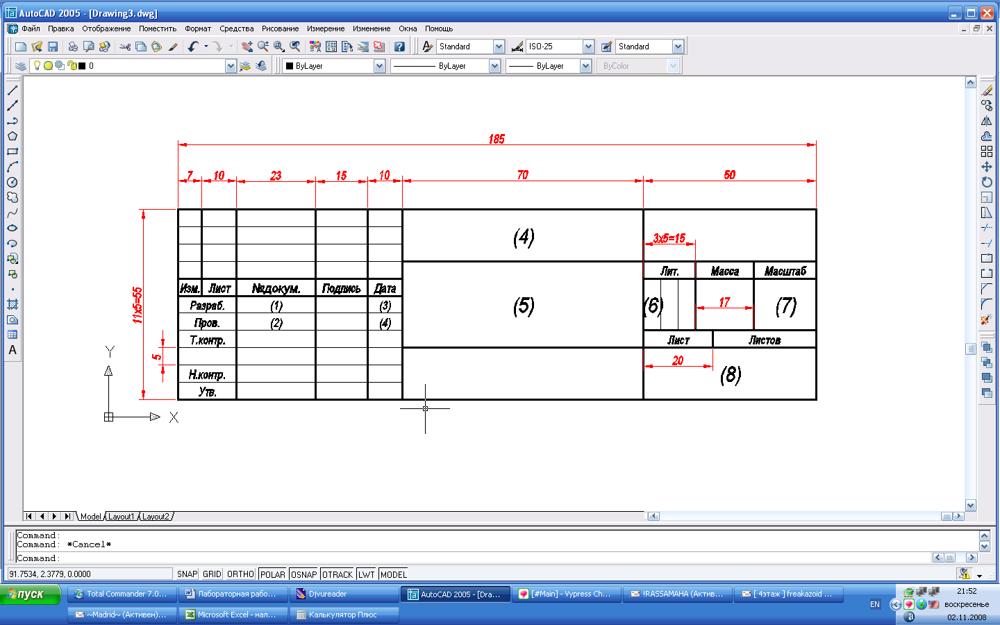 AutoCAD 2005 - [Drawing3.dwg]
Файл Правка Отображение Поместить Формат Средства Рисование Измерение Изменение Окна Помощь
Standard ISO-25 Standard
0 ByLayer ByLayer ByLayer ByColor
185
7 10 23 15 10 70 50
(4)
3x5=15
Лит. Масса Масштаб
Изм. Лист №докум. Подпись Дата
11x5=55
Разраб. (1) (3)
(5) (6) 17 (7)
Пров. (2) (4)
Т.контр.
Лист Листов
5
20
Н.контр.
(8)
Утв.
Y
X
A
Model Layout1 Layout2
Command:
Command: *Cancel*
Command:
91.7534, 2.3779, 0.0000 SNAP GRID ORTHO POLAR OSNAP OTRACK LWT MODEL
пуск
Total Commander 7.0... Лабораторная рабо... Djvureader AutoCAD 2005 - [Dra... [#Main] - Vypress Ch... !RASSAMAHA (Актив... [ 4этаж ] freakazoid ...
~Madrid~ (Активен)... Microsoft Excel - нал... Калькулятор Плюс
EN
21:52
воскресенье
02.11.2008